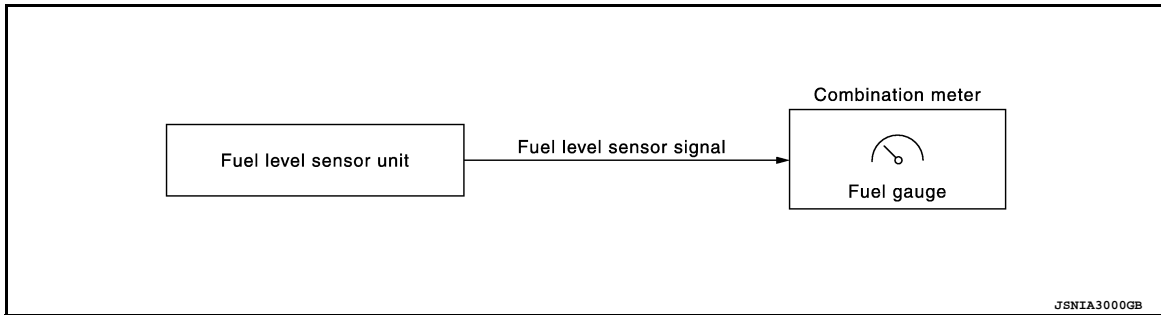 Combination meter
Fuel level sensor unit
Fuel level sensor signal
Fuel gauge
JSNIA3000GB